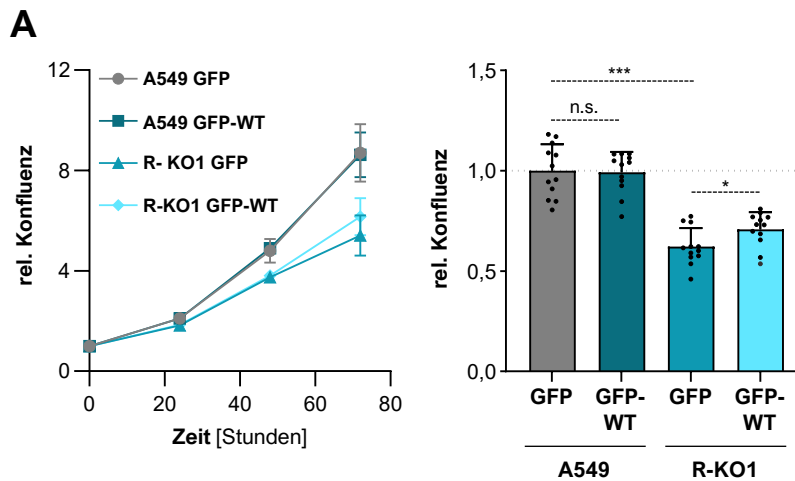 A
rel. Konfluenz
12
8
4
0
A549 GFP
A549 GFP-WT
R- KO1 GFP
R-KO1 GFP-WT
0
20
40
60
80
Zeit [Stunden]
rel. Konfluenz
1,5
1,0
0,5
0,0
***
n.s.
*
GFP
GFP-
WT
GFP
GFP-
WT
A549
R-KO1